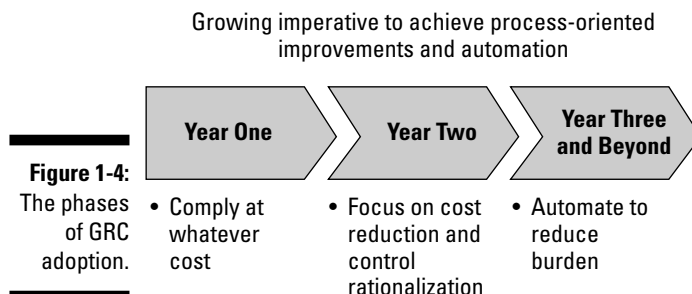 Growing imperative to achieve process-oriented
improvements and automation
Year One
Year Two
Year Three
and Beyond
Figure 1-4:
The phases
of GRC
adoption.
• Comply at
whatever
cost
• Focus on cost
reduction and
control
rationalization
• Automate to
reduce
burden